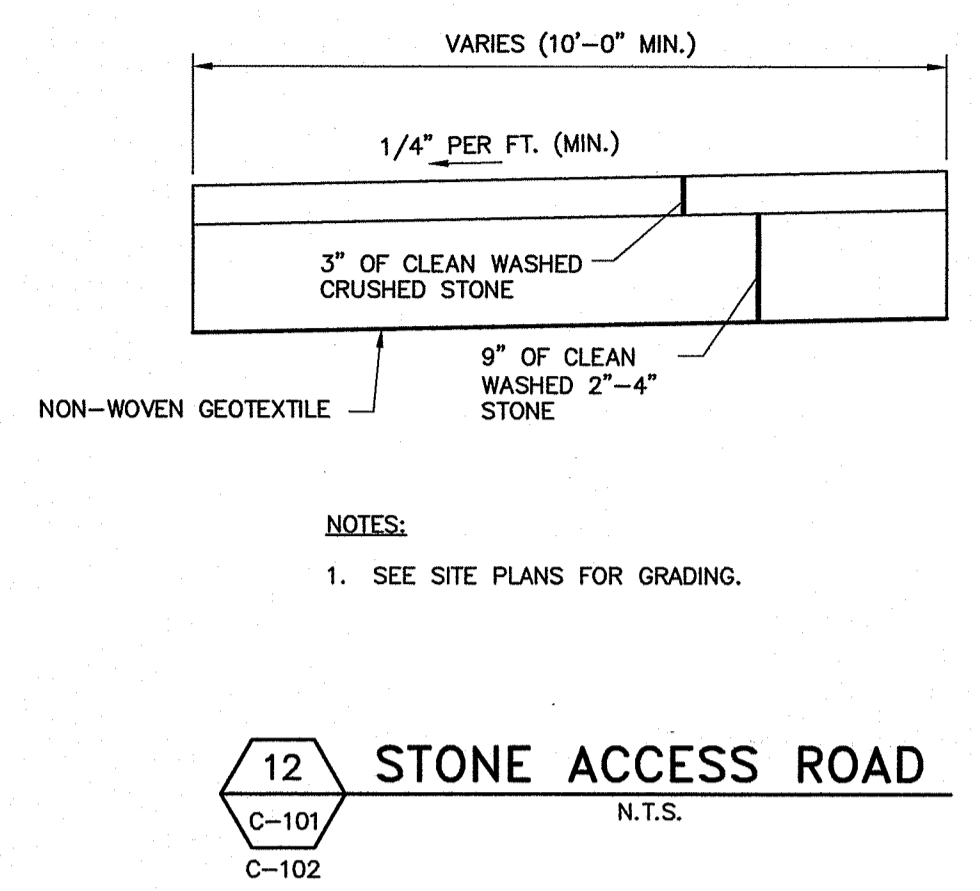 VARIES (10'-0" MIN.)
1/4" PER FT. (MIN.)
3" OF CLEAN WASHED
CRUSHED STONE
9" OF CLEAN
WASHED 2"-4"
STONE
NON-WOVEN GEOTEXTILE
NOTES:
1. SEE SITE PLANS FOR GRADING.
12
STONE ACCESS ROAD
C-101
N.T.S.
C-102